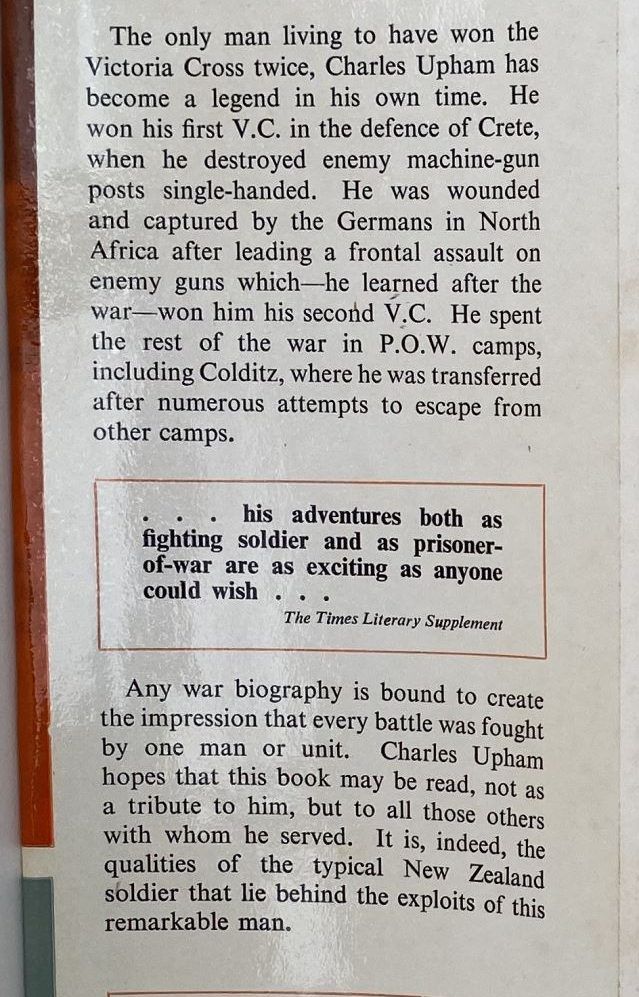 The only man living to have won the
Victoria Cross twice, Charles Upham has
become a legend in his own time. He
won his first V.C. in the defence of Crete,
when he destroyed enemy machine-gun
posts single-handed. He was wounded
and captured by the Germans in North
Africa after leading a frontal assault on
enemy guns which—he learned after the
war—won him his second V.C. He spent
the rest of the war in P.O.W. camps,
including Colditz, where he was transferred
after numerous attempts to escape from
other camps.
. . . his adventures both as
fighting soldier and as prisoner-
of-war are as exciting as anyone
could wish . . .
The Times Literary Supplement
Any war biography is bound to create
the impression that every battle was fought
by one man or unit. Charles Upham
hopes that this book may be read, not as
a tribute to him, but to all those others
with whom he served. It is, indeed, the
qualities of the typical New Zealand
soldier that lie behind the exploits of this
remarkable man.